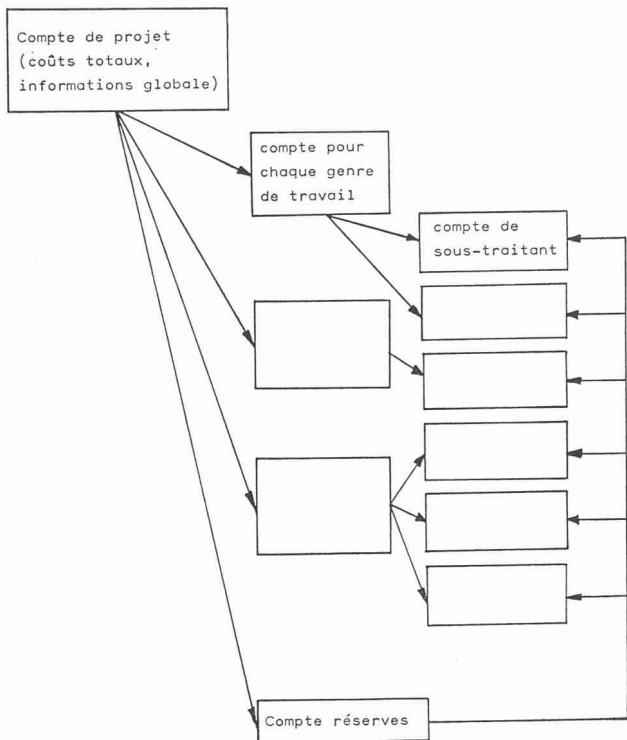 Compte de projet
(coûts totaux,
informations globale)
compte pour
chaque genre
de travail
compte de
sous-traitant
Compte réserves